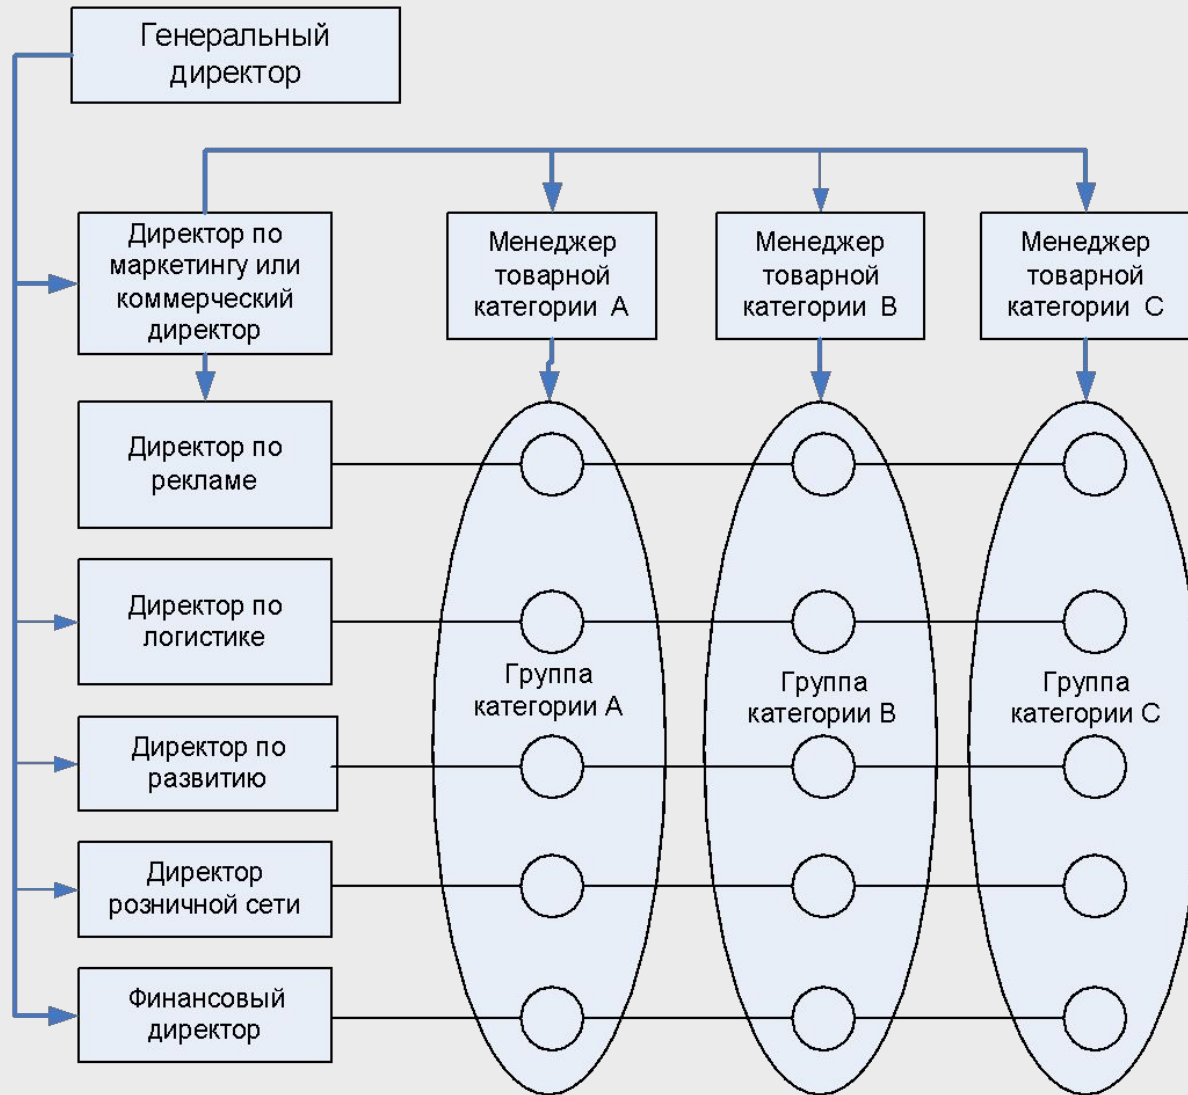 Генеральный
директор
Директор по
маркетингу или
коммерческий
директор
Менеджер
товарной
категории А
Менеджер
товарной
категории В
Менеджер
товарной
категории С
Директор по
рекламе
Директор по
логистике
Группа
категории А
Группа
категории В
Группа
категории С
Директор по
развитию
Директор
розничной сети
Финансовый
директор